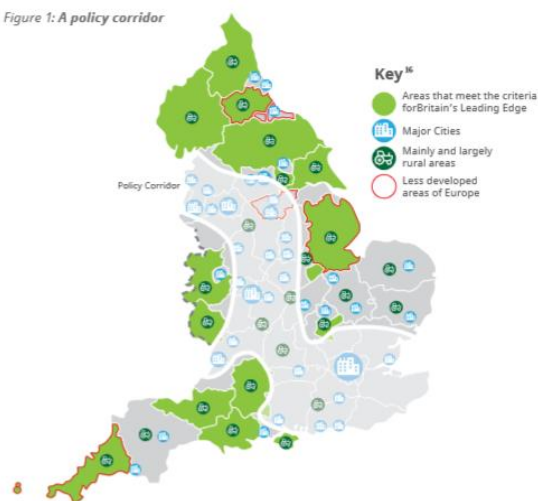 Figure 1: A policy corridor
Key 16
Areas that meet the criteria
forBritain's Leading Edge
Major Cities
Mainly and largely
rural areas
Policy Corridor
Less developed
areas of Europe